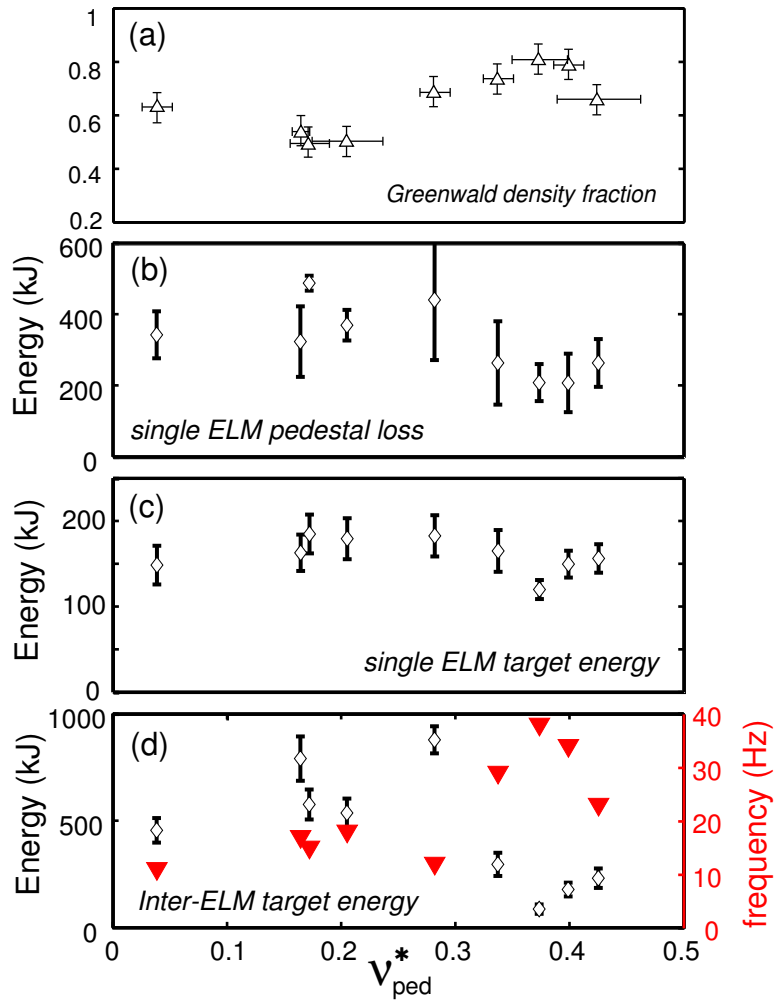 1
(a)
0.8
0.6
0.4
0.2
Greenwald density fraction
600
(b)
400
200
0
Energy (kJ)
single ELM pedestal loss
(c)
200
100
0
Energy (kJ)
single ELM target energy
1000
(d)
500
0
Energy (kJ)
Inter-ELM target energy
40
30
20
10
0
frequency (Hz)
0 0.1 0.2 0.3 0.4 0.5
ν*ped